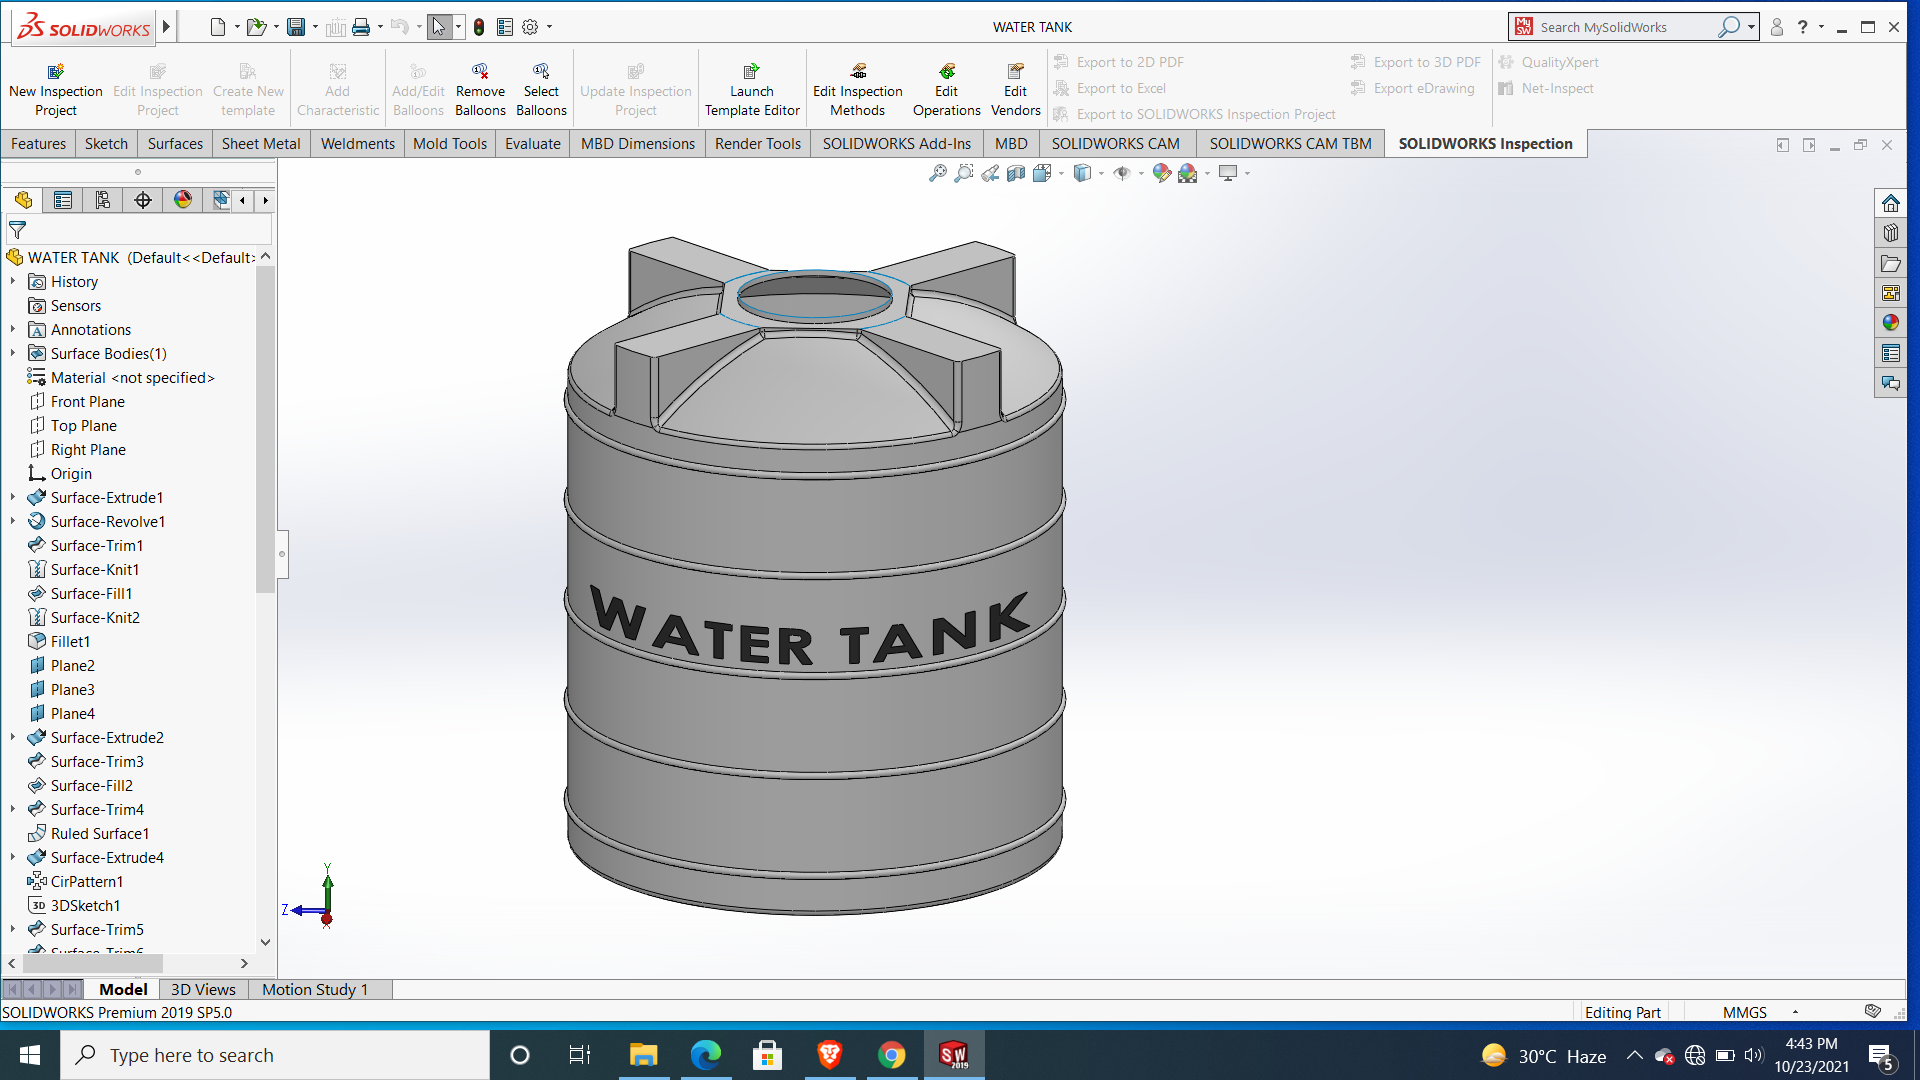 SOLIDWORKS
WATER TANK
Search MySolidWorks
New Inspection Project
Edit Inspection Project
Create New template
Add Characteristic
Add/Edit Balloons
Remove Balloons
Select Balloons
Update Inspection Project
Launch Template Editor
Edit Inspection Methods
Edit Operations
Edit Vendors
Export to 2D PDF
Export to Excel
Export to SOLIDWORKS Inspection Project
Export to 3D PDF
Export eDrawing
QualityXpert
Net-Inspect
Features
Sketch
Surfaces
Sheet Metal
Weldments
Mold Tools
Evaluate
MBD Dimensions
Render Tools
SOLIDWORKS Add-Ins
MBD
SOLIDWORKS CAM
SOLIDWORKS CAM TBM
SOLIDWORKS Inspection
WATER TANK (Default<<Default>
History
Sensors
Annotations
Surface Bodies(1)
Material <not specified>
Front Plane
Top Plane
Right Plane
Origin
Surface-Extrude1
Surface-Revolve1
Surface-Trim1
Surface-Knit1
Surface-Fill1
Surface-Knit2
Fillet1
Plane2
Plane3
Plane4
Surface-Extrude2
Surface-Trim3
Surface-Fill2
Surface-Trim4
Ruled Surface1
Surface-Extrude4
CirPattern1
3DSketch1
Surface-Trim5
Surface-Trim6
WATER TANK
Y
Z
X
Model
3D Views
Motion Study 1
SOLIDWORKS Premium 2019 SP5.0
Editing Part
MMGS
Type here to search
SW
2019
30°C Haze
4:43 PM
10/23/2021
5